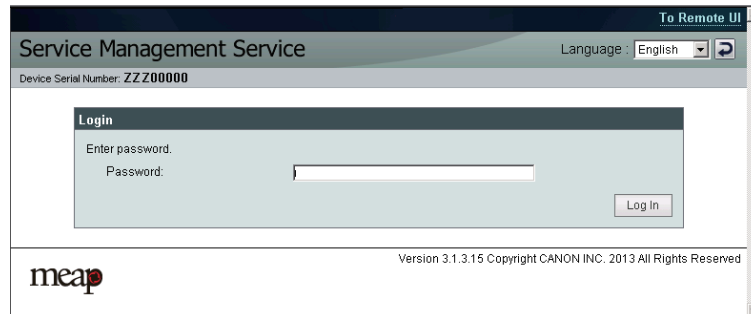 To Remote UI
Service Management Service Language : English
Device Serial Number: ZZZ00000
Login
Enter password.
Password:
Log In
Version 3.1.3.15 Copyright CANON INC. 2013 All Rights Reserved
meap